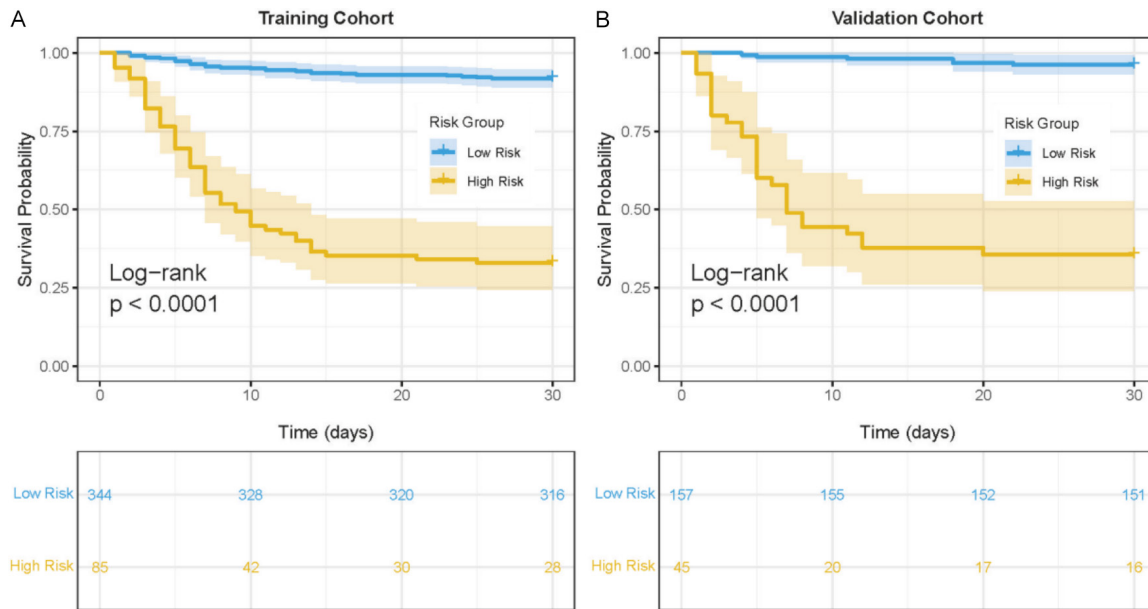 A
Training Cohort
Survival Probability
1.00
0.75
0.50
0.25
0.00
Risk Group
Low Risk
High Risk
Log-rank
p < 0.0001
0 10 20 30
Time (days)
Low Risk 344 328 320 316
High Risk 85 42 30 28
B
Validation Cohort
Survival Probability
1.00
0.75
0.50
0.25
0.00
Risk Group
Low Risk
High Risk
Log-rank
p < 0.0001
0 10 20 30
Time (days)
Low Risk 157 155 152 151
High Risk 45 20 17 16